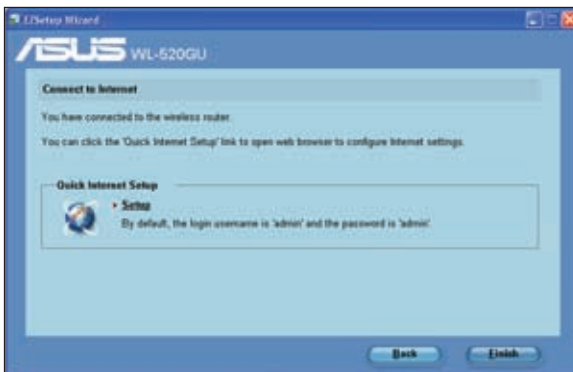 EZSetup Wizard
ASUS WL-520GU
Connect to Internet
You have connected to the wireless router.
You can click the 'Quick Internet Setup' link to open web browser to configure Internet settings.
Quick Internet Setup
Setup
By default, the login username is 'admin' and the password is 'admin'.
Back
Finish